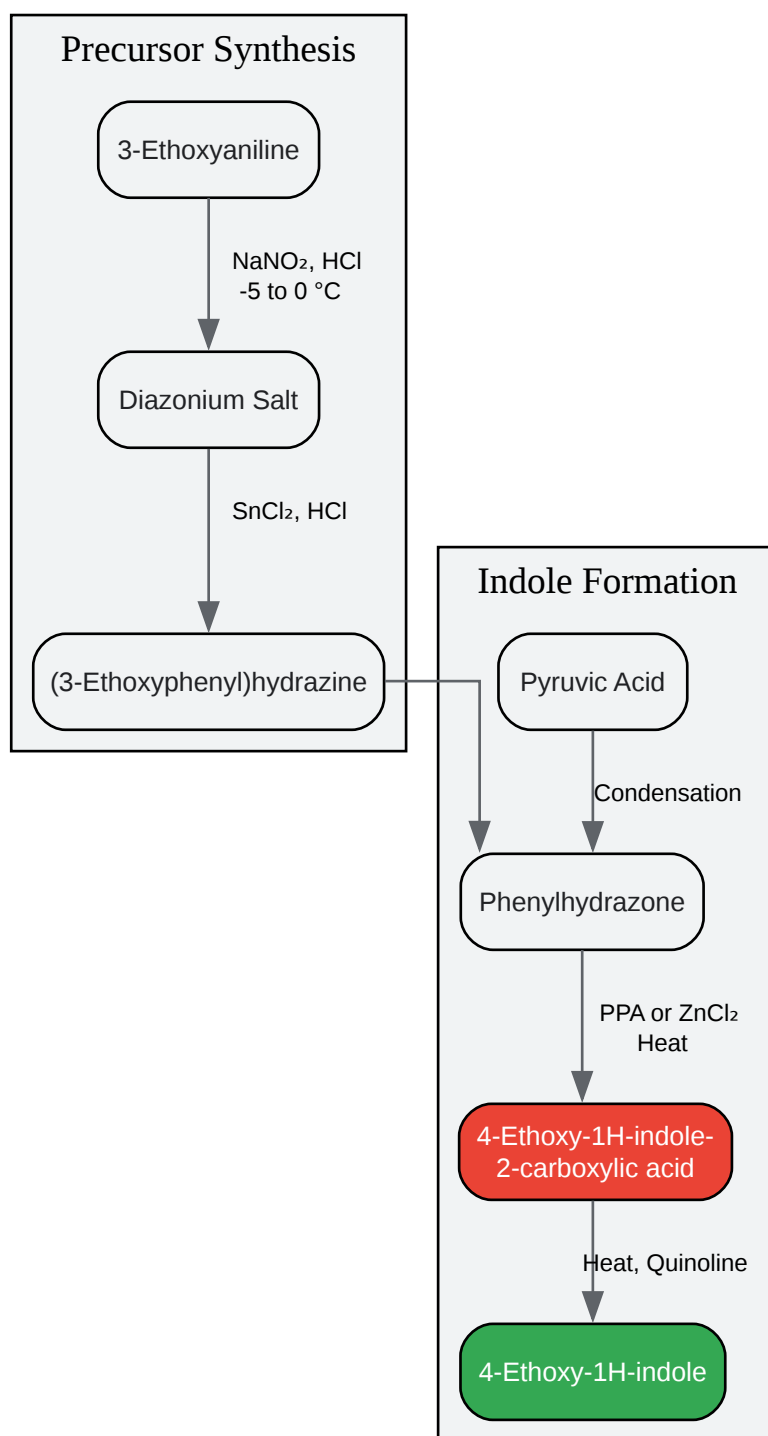 Precursor Synthesis
3-Ethoxyaniline
NaNO₂, HCl
-5 to 0 °C
Diazonium Salt
SnCl₂, HCl
(3-Ethoxyphenyl)hydrazine
Indole Formation
Pyruvic Acid
Condensation
Phenylhydrazone
PPA or ZnCl₂
Heat
4-Ethoxy-1H-indole-
2-carboxylic acid
Heat, Quinoline
4-Ethoxy-1H-indole